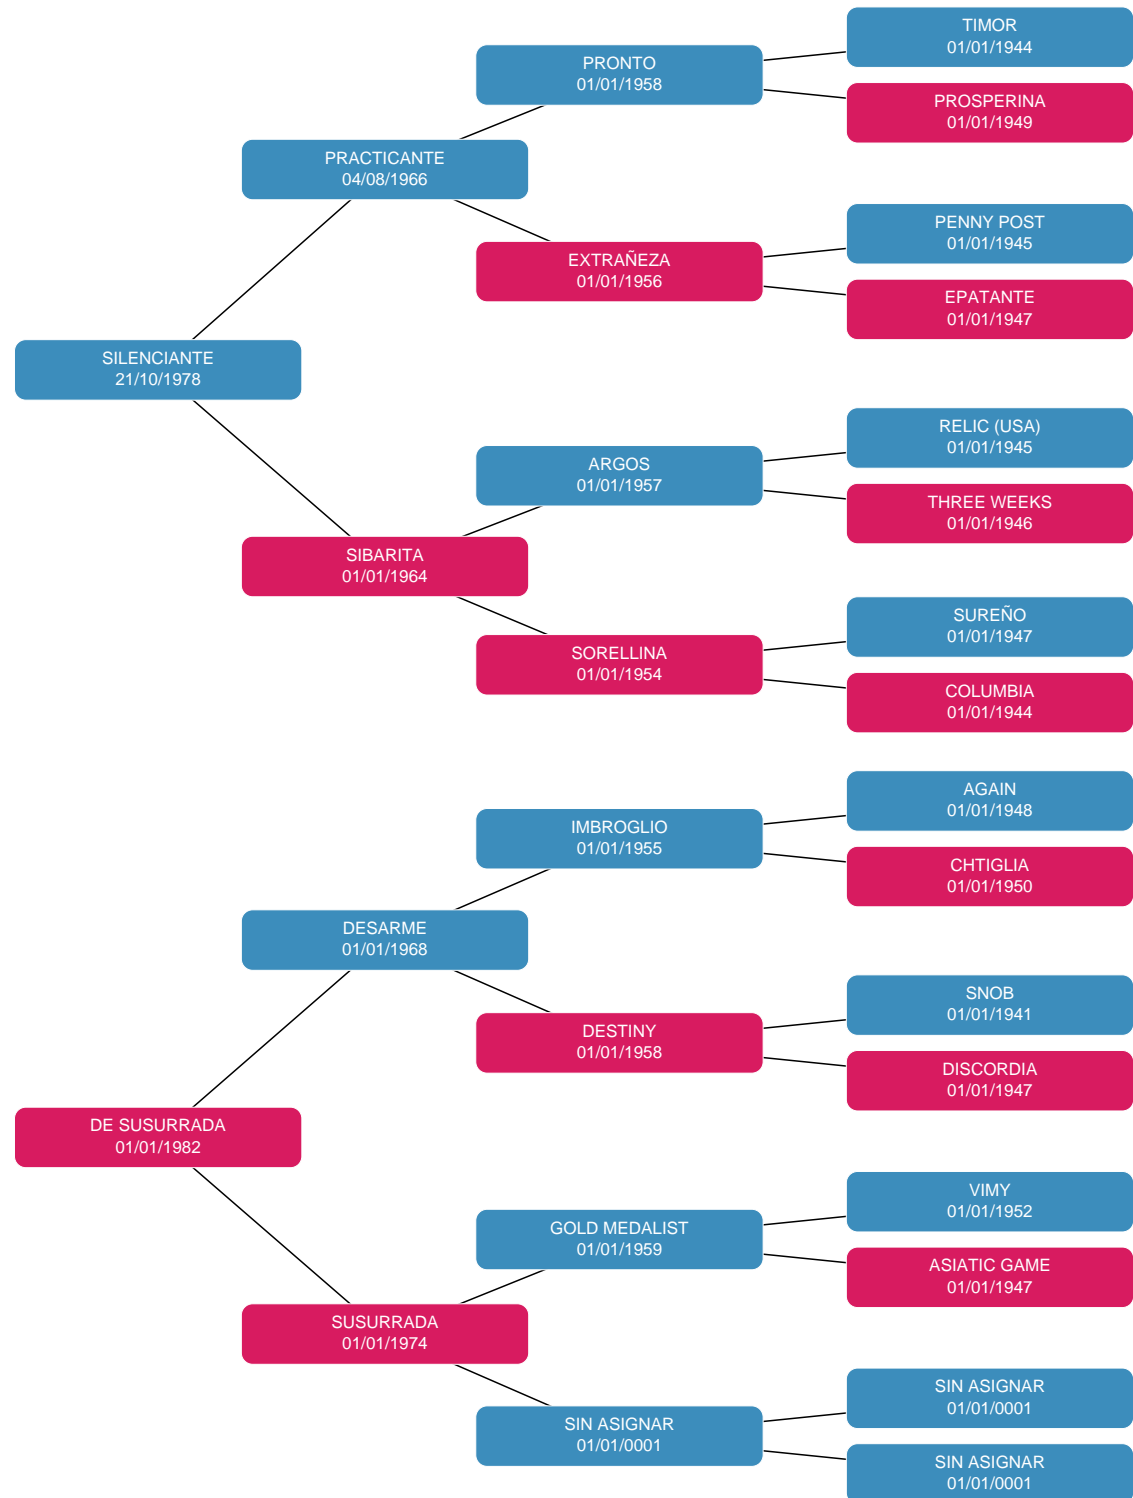 TIMOR
01/01/1944
PRONTO
01/01/1958
PROSPERINA
01/01/1949
PRACTICANTE
04/08/1966
PENNY POST
01/01/1945
EXTRAÑEZA
01/01/1956
EPATANTE
01/01/1947
SILENCIANTE
21/10/1978
RELIC (USA)
01/01/1945
ARGOS
01/01/1957
THREE WEEKS
01/01/1946
SIBARITA
01/01/1964
SUREÑO
01/01/1947
SORELLINA
01/01/1954
COLUMBIA
01/01/1944
AGAIN
01/01/1948
IMBROGLIO
01/01/1955
CHTIGLIA
01/01/1950
DESARME
01/01/1968
SNOB
01/01/1941
DESTINY
01/01/1958
DISCORDIA
01/01/1947
DE SUSURRADA
01/01/1982
VIMY
01/01/1952
GOLD MEDALIST
01/01/1959
ASIATIC GAME
01/01/1947
SUSURRADA
01/01/1974
SIN ASIGNAR
01/01/0001
SIN ASIGNAR
01/01/0001
SIN ASIGNAR
01/01/0001